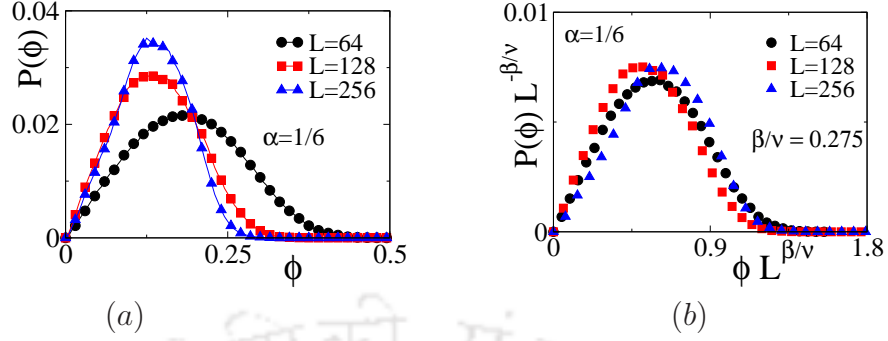 0.04
P(ϕ)
0.02
0
0
0.25
0.5
ϕ
L=64
L=128
L=256
α=1/6
(a)
0.01
P(ϕ) L^{-β/ν}
0
0
0.9
1.8
ϕ L^{β/ν}
α=1/6
L=64
L=128
L=256
β/ν = 0.275
(b)